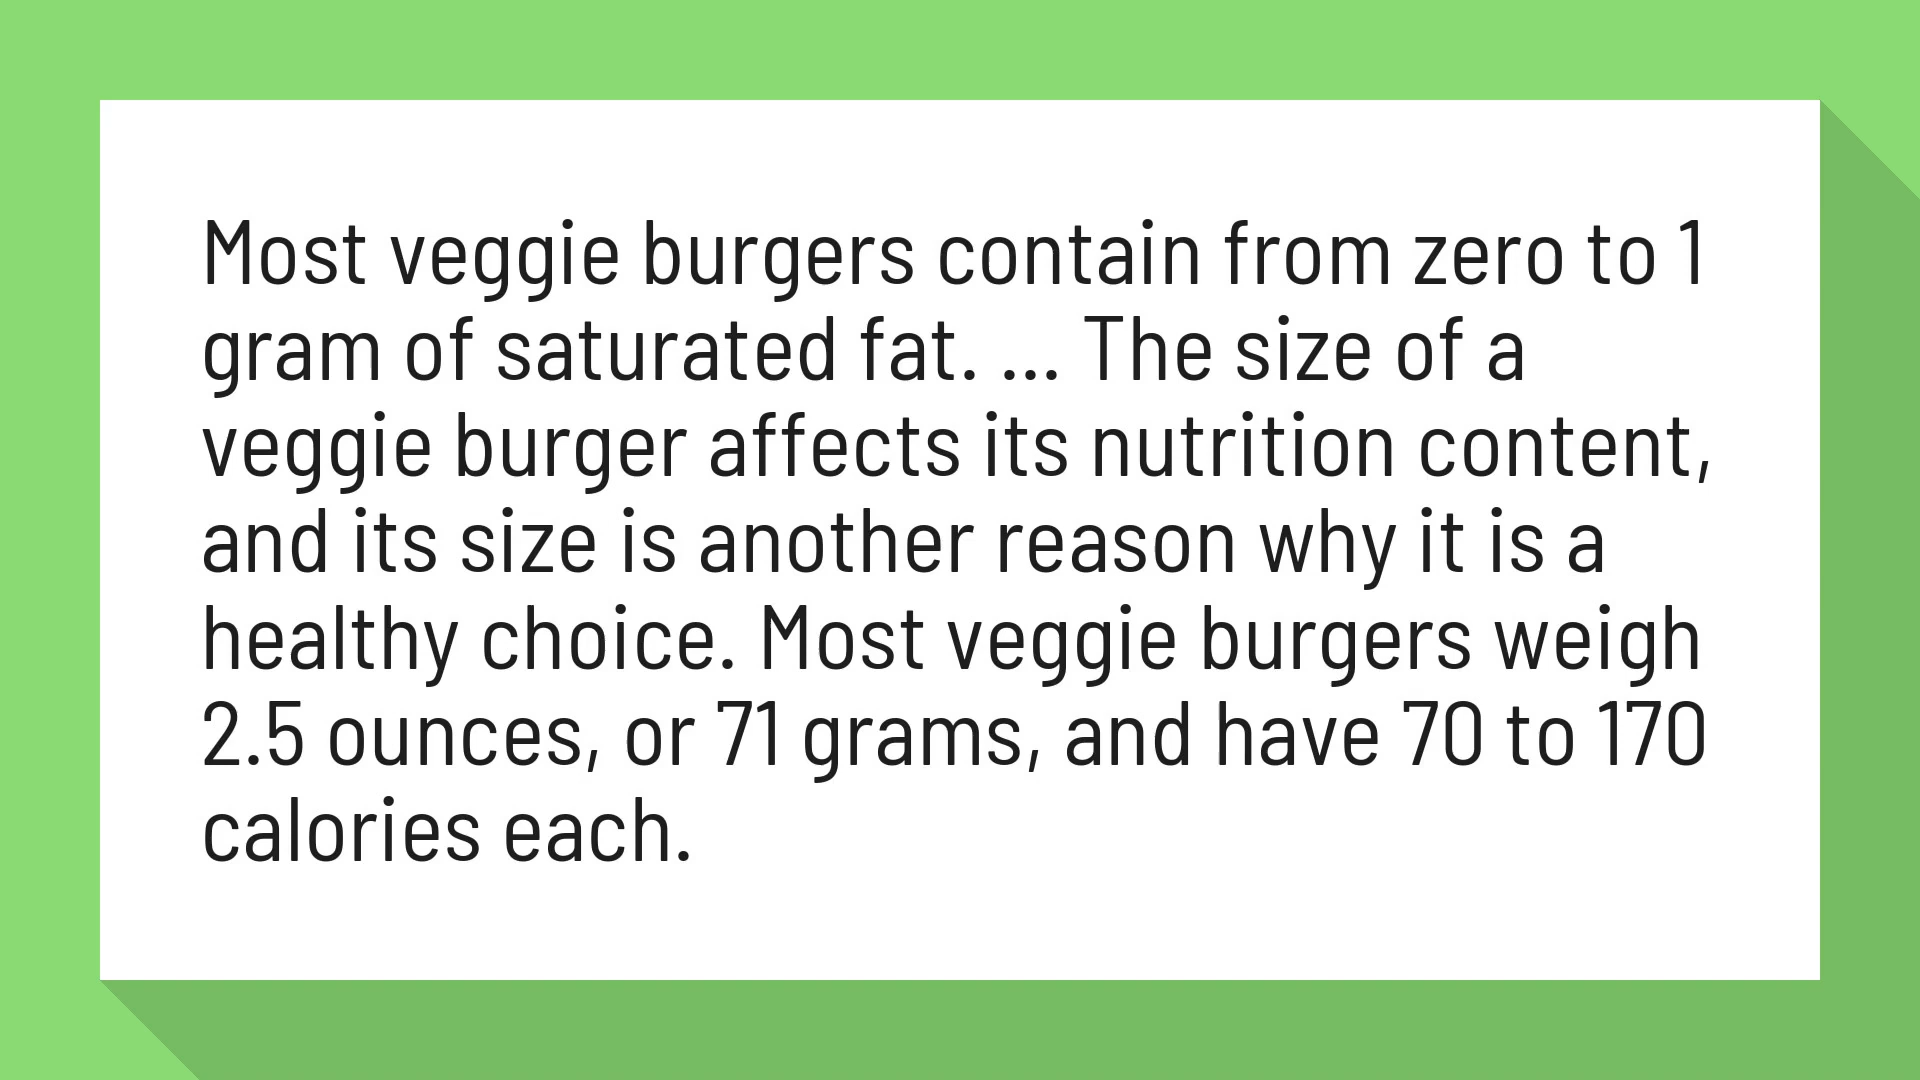 Most veggie burgers contain from zero to 1
gram of saturated fat. ... The size of a
veggie burger affects its nutrition content,
and its size is another reason why it is a
healthy choice. Most veggie burgers weigh
2.5 ounces, or 71 grams, and have 70 to 170
calories each.